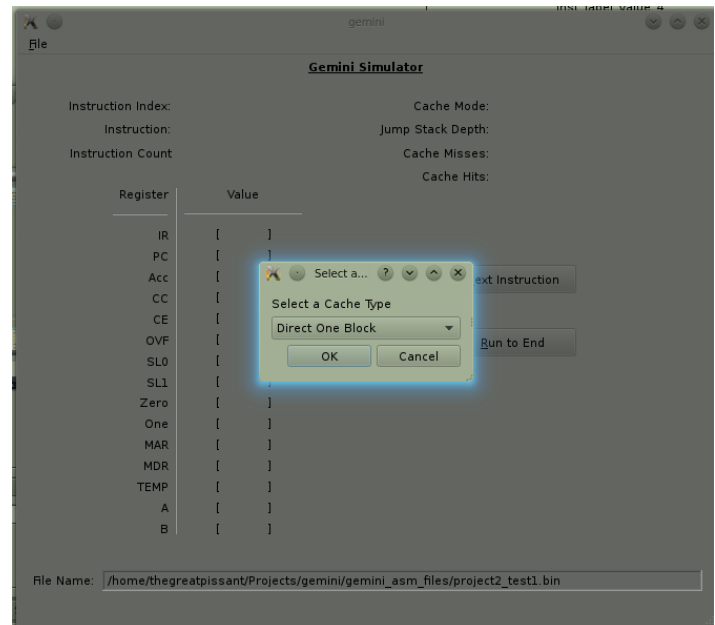 inst label value 4
gemini
File
Gemini Simulator
Instruction Index:
Cache Mode:
Instruction:
Jump Stack Depth:
Instruction Count
Cache Misses:
Cache Hits:
Register Value
IR [ ]
PC [ ]
Acc [
CC [
CE [
OVF [
SL0 [
SL1 [ ]
Zero [ ]
One [ ]
MAR [ ]
MDR [ ]
TEMP [ ]
A [ ]
B [ ]
Select a... ?
Select a Cache Type
Direct One Block
OK Cancel
ext Instruction
Run to End
File Name: /home/thegreatpissant/Projects/gemini/gemini_asm_files/project2_test1.bin